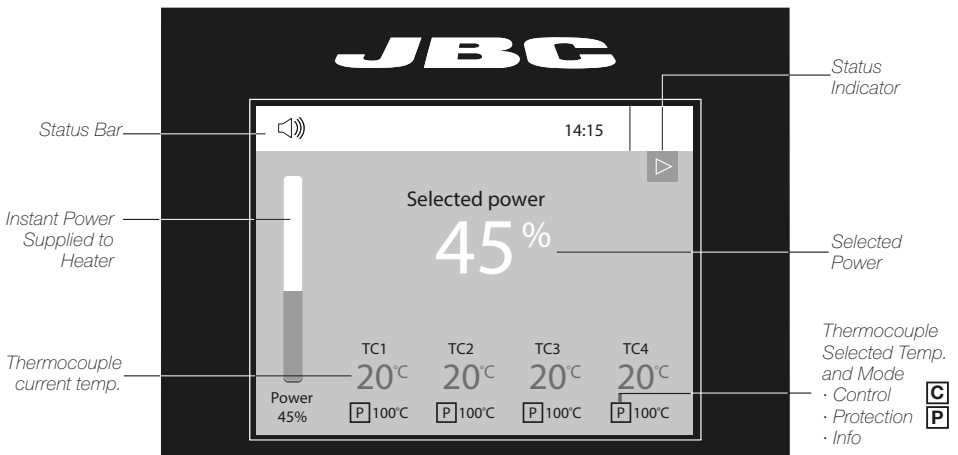 JBC
Status
Indicator
Status Bar
14:15
Instant Power
Supplied to
Heater
Selected power
45%
Selected
Power
Thermocouple
current temp.
TC1 TC2 TC3 TC4
20°C 20°C 20°C 20°C
P 100°C P 100°C P 100°C P 100°C
Power
45%
Thermocouple
Selected Temp.
and Mode
· Control C
· Protection P
· Info